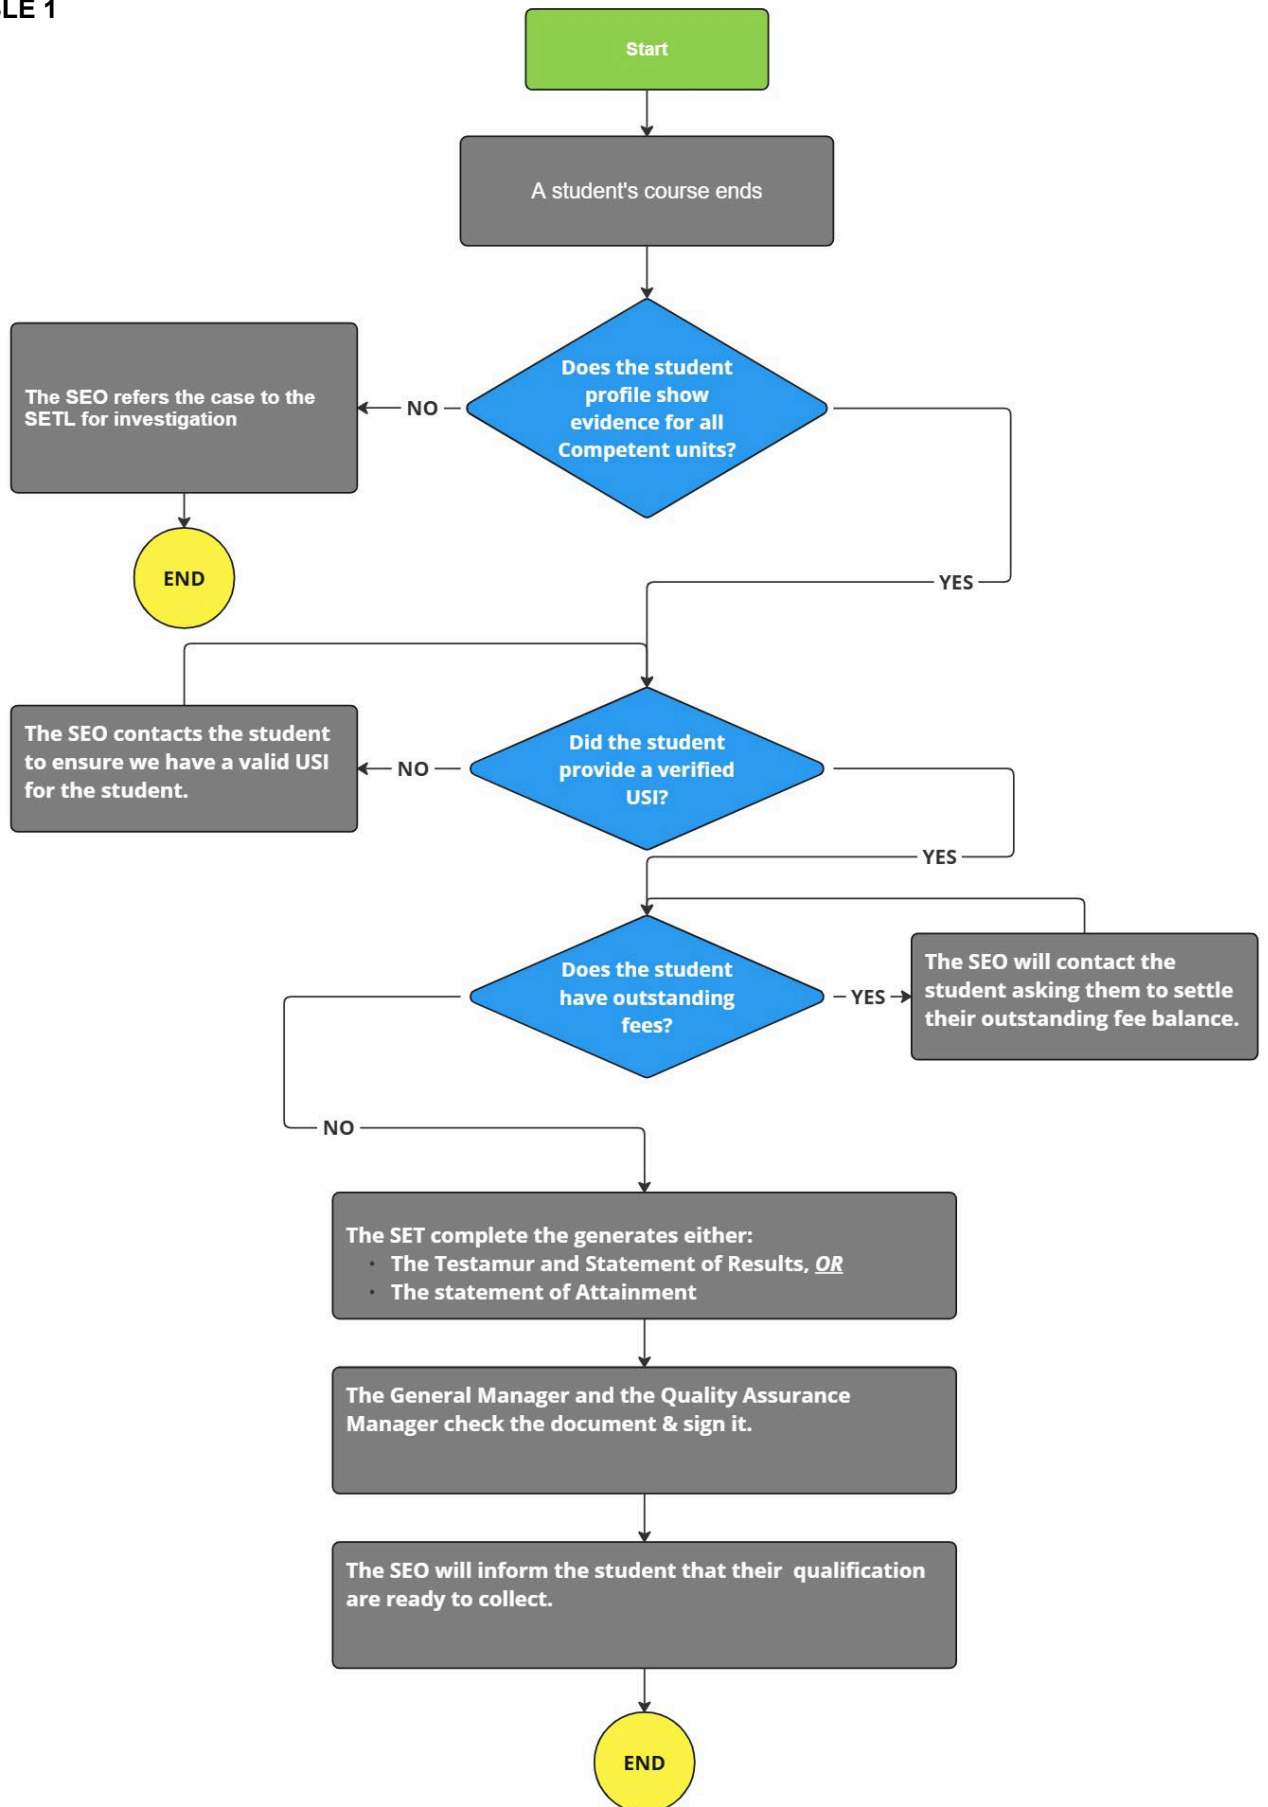 LE 1
Start
A student's course ends
Does the student
profile show
evidence for all
Competent units?
NO
The SEO refers the case to the
SETL for investigation
END
YES
Did the student
provide a verified
USI?
NO
The SEO contacts the student
to ensure we have a valid USI
for the student.
YES
Does the student
have outstanding
fees?
YES
The SEO will contact the
student asking them to settle
their outstanding fee balance.
NO
The SET complete the generates either:
· The Testamur and Statement of Results, OR
· The statement of Attainment
The General Manager and the Quality Assurance
Manager check the document & sign it.
The SEO will inform the student that their  qualification
are ready to collect.
END